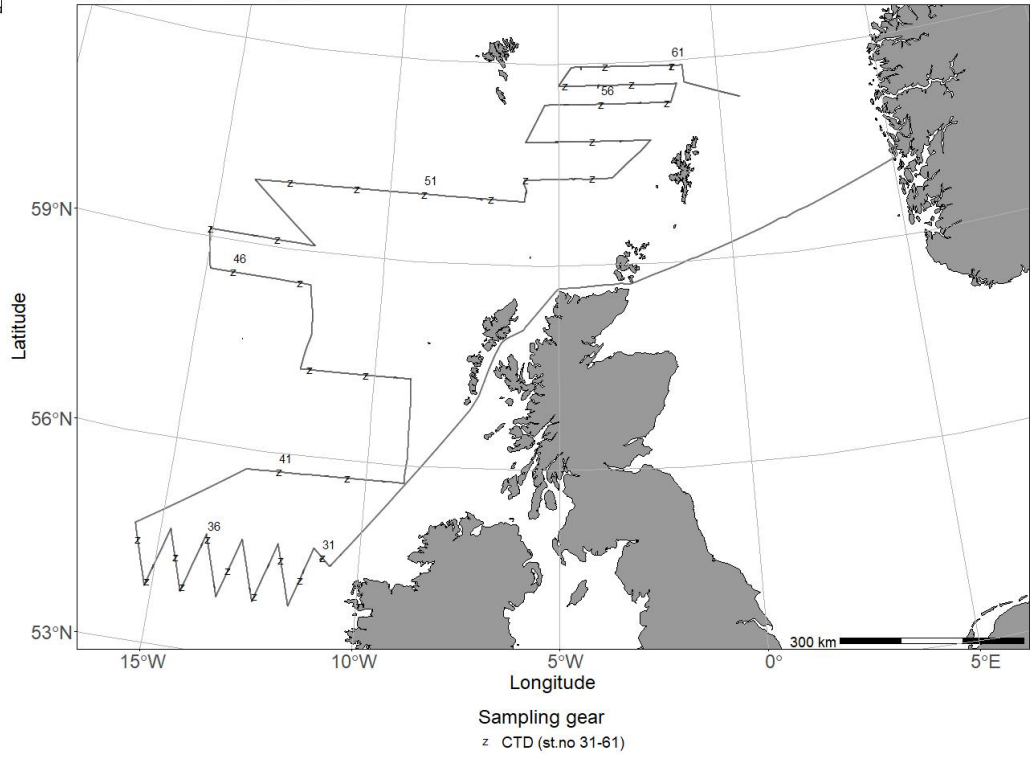 61
56
51
59°N
46
Latitude
56°N
41
36
31
53°N
300 km
15°W 10°W 5°W 0° 5°E
Longitude
Sampling gear
z CTD (st.no 31-61)